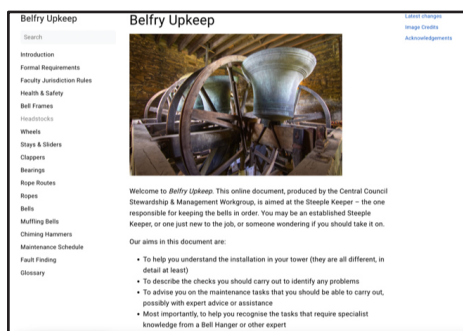 Belfry Upkeep
Search
Introduction
Formal Requirements
Faculty Jurisdiction Rules
Health & Safety
Bell Frames
Headstocks
Wheels
Stays & Sliders
Clappers
Bearings
Rope Routes
Ropes
Bells
Muffling Bells
Chiming Hammers
Maintenance Schedule
Fault Finding
Glossary
Belfry Upkeep
Welcome to Belfry Upkeep. This online document, produced by the Central Council
Stewardship & Management Workgroup, is aimed at the Steeple Keeper – the one
responsible for keeping the bells in order. You may be an established Steeple
Keeper, or one just new to the job, or someone wondering if you should take it on.
Our aims in this document are:
• To help you understand the installation in your tower (they are all different, in
detail at least)
• To describe the checks you should carry out to identify any problems
• To advise you on the maintenance tasks that you should be able to carry out,
possibly with expert advice or assistance
• Most importantly, to help you recognise the tasks that require specialist
knowledge from a Bell Hanger or other expert
Latest changes
Image Credits
Acknowledgements